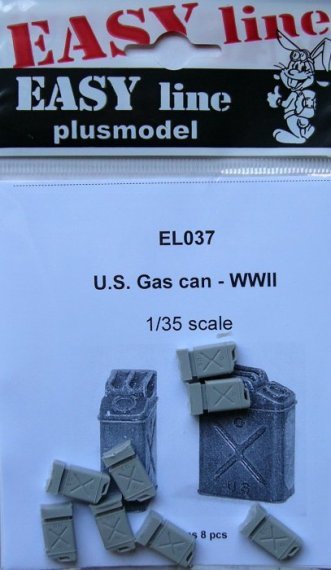 EASY line
EASY line
plusmodel
EL037
U.S. Gas can - WWII
1/35 scale
U S
8 pcs